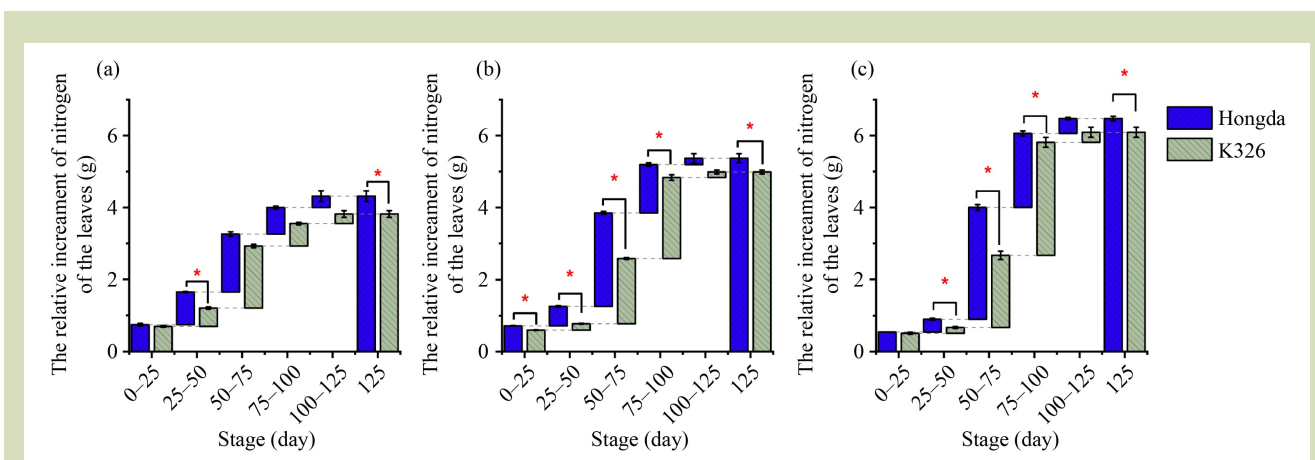 (a)
The relative increament of nitrogen
of the leaves (g)
6
4
2
0
*
*
0–25
25–50
50–75
75–100
100–125
125
Stage (day)
(b)
The relative increament of nitrogen
of the leaves (g)
6
4
2
0
*
*
*
*
*
0–25
25–50
50–75
75–100
100–125
125
Stage (day)
(c)
The relative increament of nitrogen
of the leaves (g)
6
4
2
0
*
*
*
*
0–25
25–50
50–75
75–100
100–125
125
Stage (day)
Hongda
K326